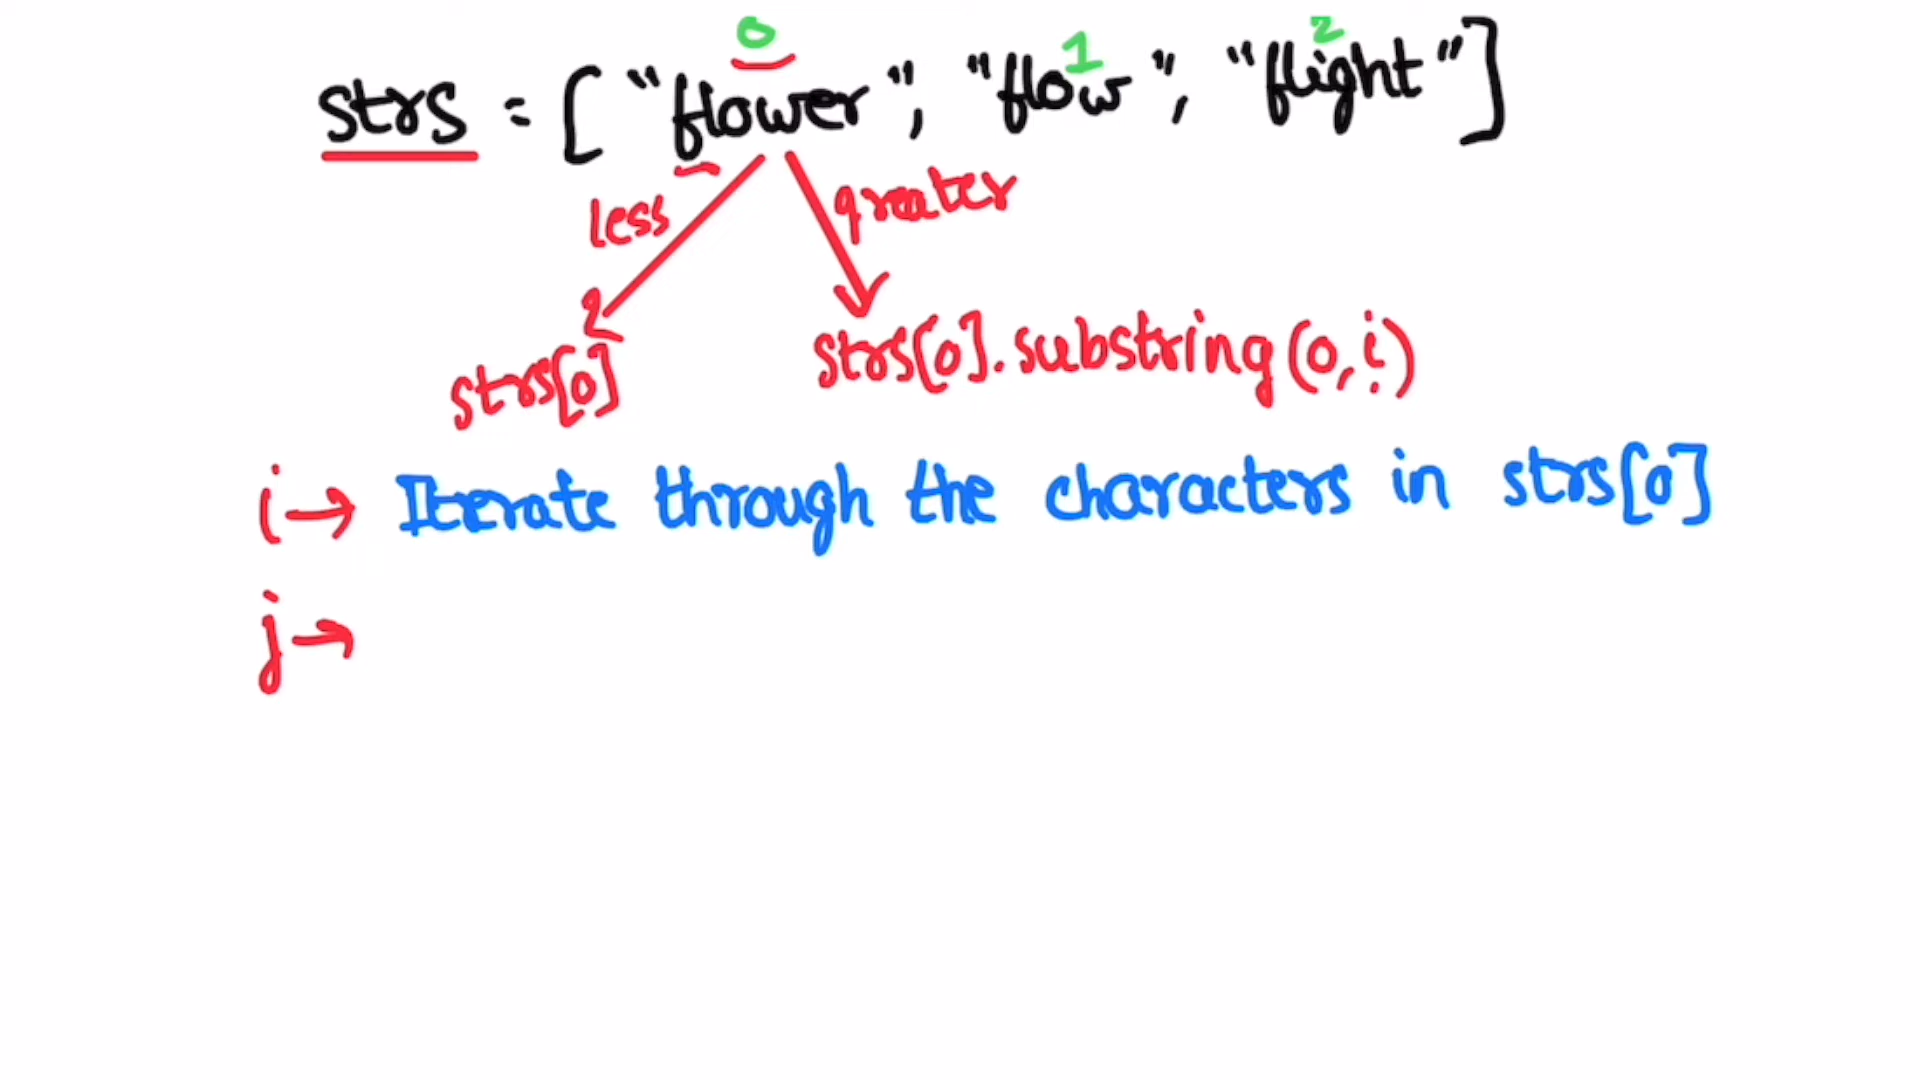 0 1 2
strs = [ "flower", "flow", "flight" ]
less greater
strs[0] strs[0].substring(0,i)
i → Iterate through the characters in strs[0]
j →